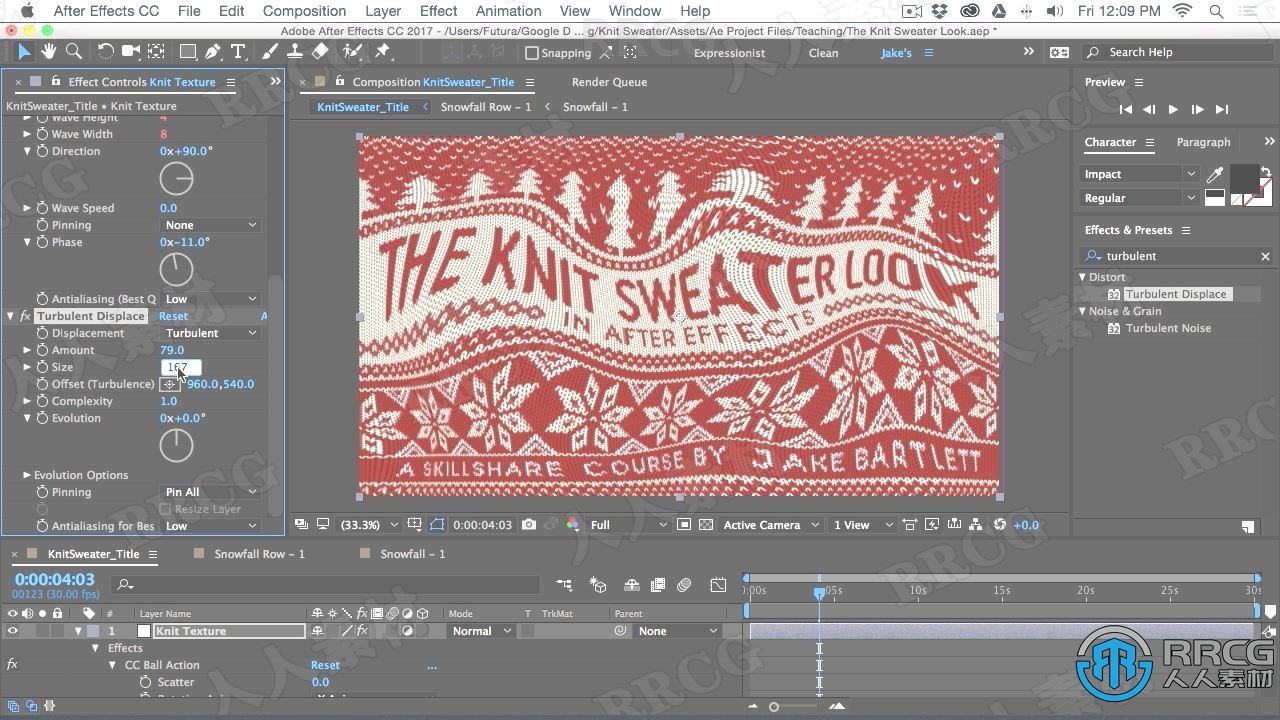 After Effects CC File Edit Composition Layer Effect Animation View Window Help Fri 12:09 PM
Adobe After Effects CC 2017 - /Users/Futura/Google D ... g/Knit Sweater/Assets/Ae Project Files/Teaching/The Knit Sweater Look.aep *
Snapping Expressionist Clean Jake's Search Help
Effect Controls Knit Texture
KnitSweater_Title • Knit Texture
Wave Height 4
Wave Width 8
Direction 0x+90.0°
Wave Speed 0.0
Pinning None
Phase 0x-11.0°
Antialiasing (Best Q Low
fx Turbulent Displace Reset A
Displacement Turbulent
Amount 79.0
Size
Offset (Turbulence) 960.0,540.0
Complexity 1.0
Evolution 0x+0.0°
Evolution Options
Pinning Pin All
Resize Layer
Antialiasing for Bes Low
Composition KnitSweater_Title Render Queue
KnitSweater_Title Snowfall Row - 1 Snowfall - 1
THE KNIT SWEATER LOOK
IN AFTER EFFECTS
A SKILLSHARE COURSE BY JAKE BARTLETT
(33.3%) 0:00:04:03 Full Active Camera 1 View +0.0
Preview
Character Paragraph
Impact
Regular
Effects & Presets
turbulent
Distort
Turbulent Displace
Noise & Grain
Turbulent Noise
KnitSweater_Title Snowfall Row - 1 Snowfall - 1
0:00:04:03
00123 (30.00 fps)
:00s 05s 10s 15s 20s 25s 30s
# Layer Name Mode T TrkMat Parent
1 Knit Texture Normal None
Effects
fx CC Ball Action Reset ...
Scatter 0.0
RRCG
人人素材